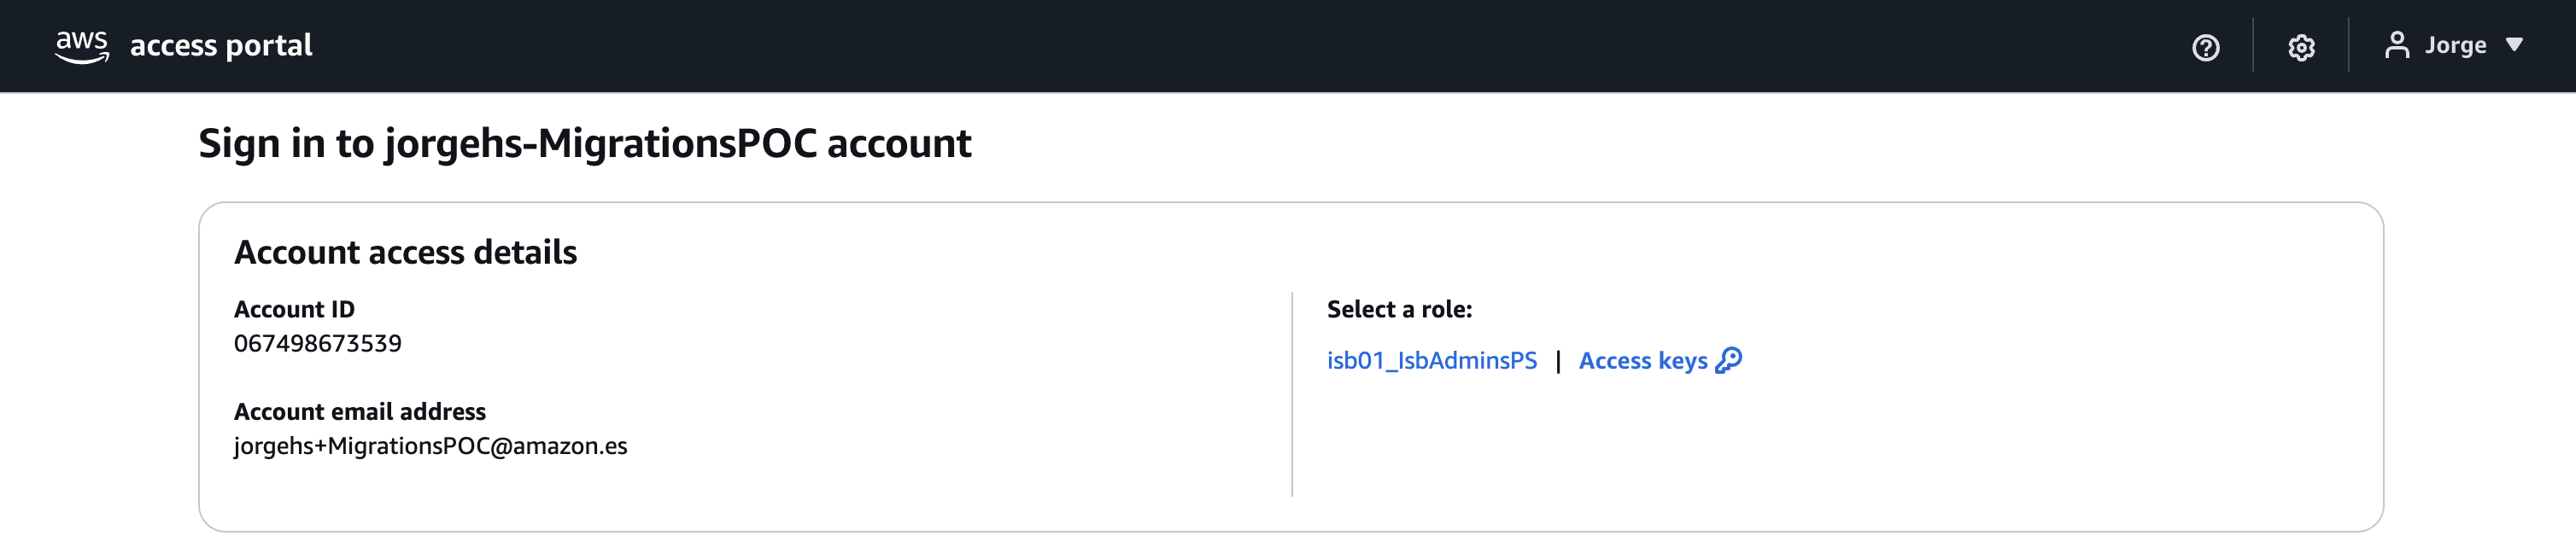 aws access portal
Jorge
Sign in to jorgehs-MigrationsPOC account
Account access details
Account ID
067498673539
Account email address
jorgehs+MigrationsPOC@amazon.es
Select a role:
isb01_IsbAdminsPS | Access keys